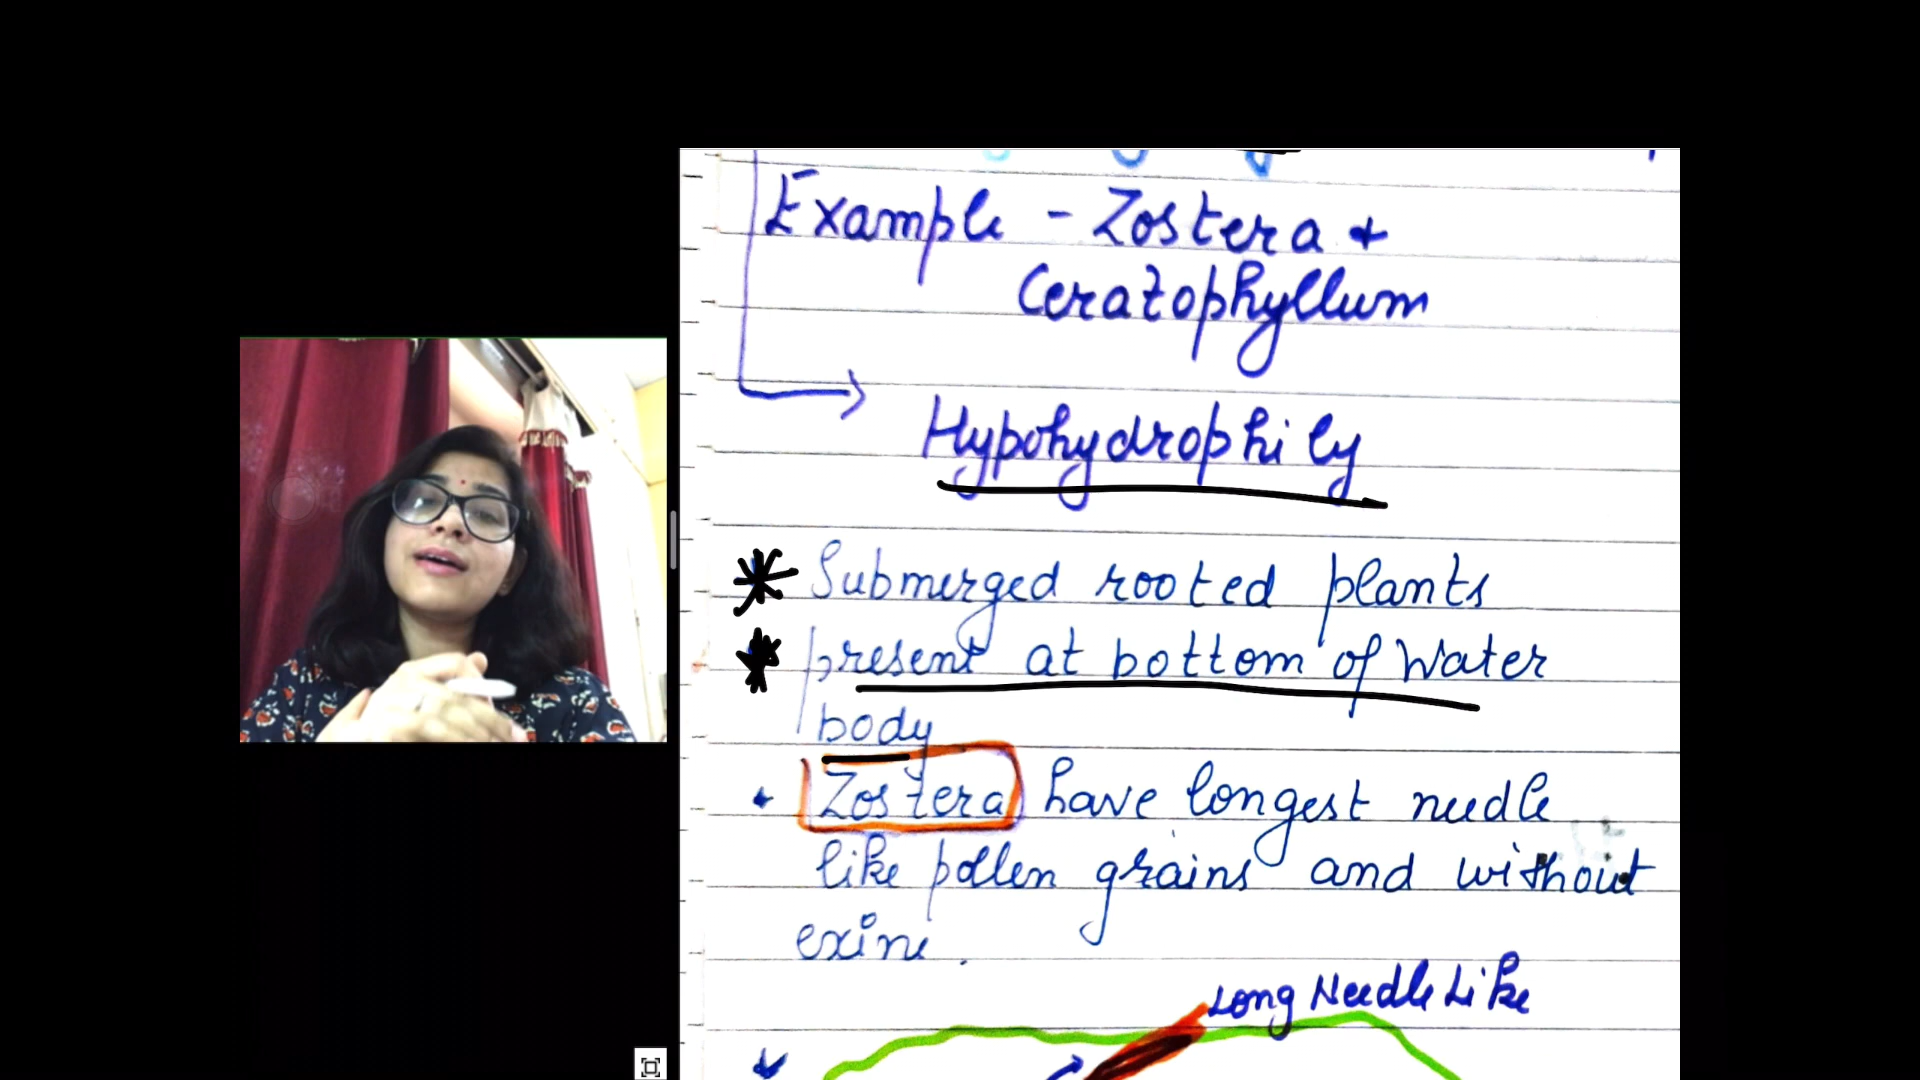 Example - Zostera &
Ceratophyllum
Hypohydrophily
Submerged rooted plants
present at bottom of Water
body
Zostera have longest needle
like pollen grains and without
exine.
Long Needle Like